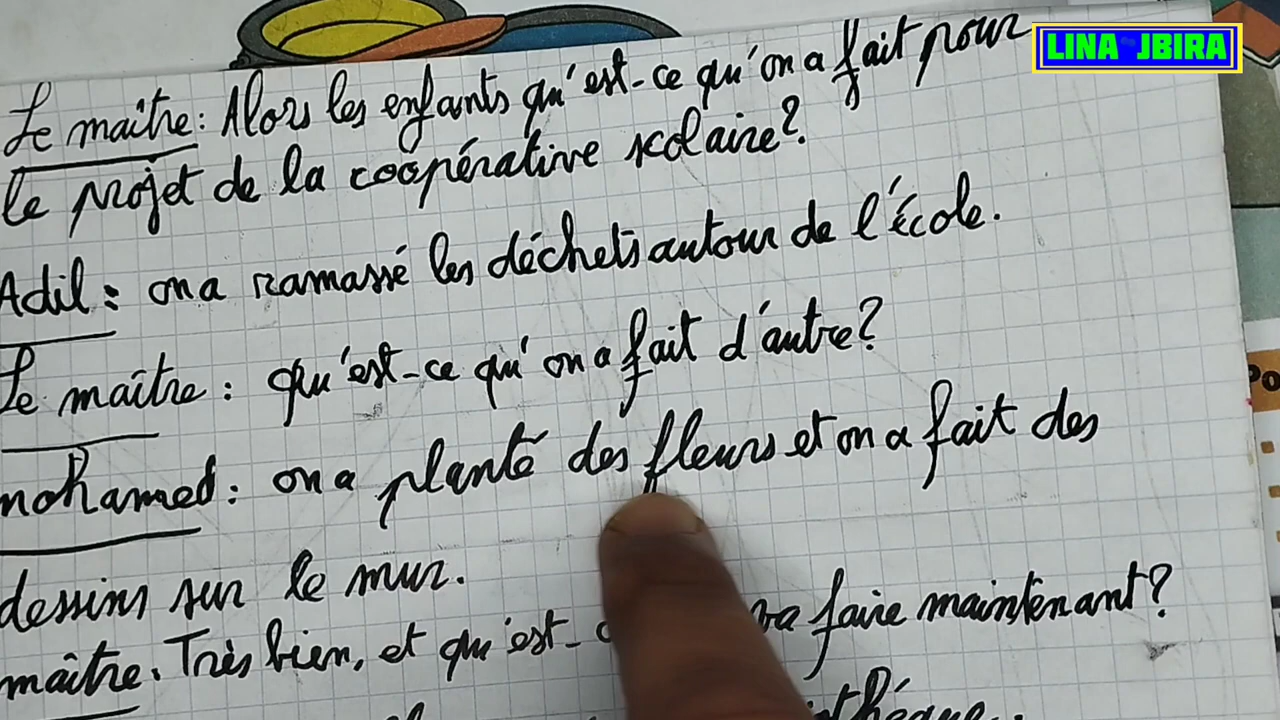 LINA JBIRA
Le maître: Alors les enfants qu'est-ce qu'on a fait pour
le projet de la coopérative scolaire?.
Adil: on a ramassé les déchets autour de l'école.
Le maître: qu'est-ce qu'on a fait d'autre?
mohamed: on a planté des fleurs et on a fait des
dessins sur le mur.
maître. Très bien, et qu'est- va faire maintenant?
Po